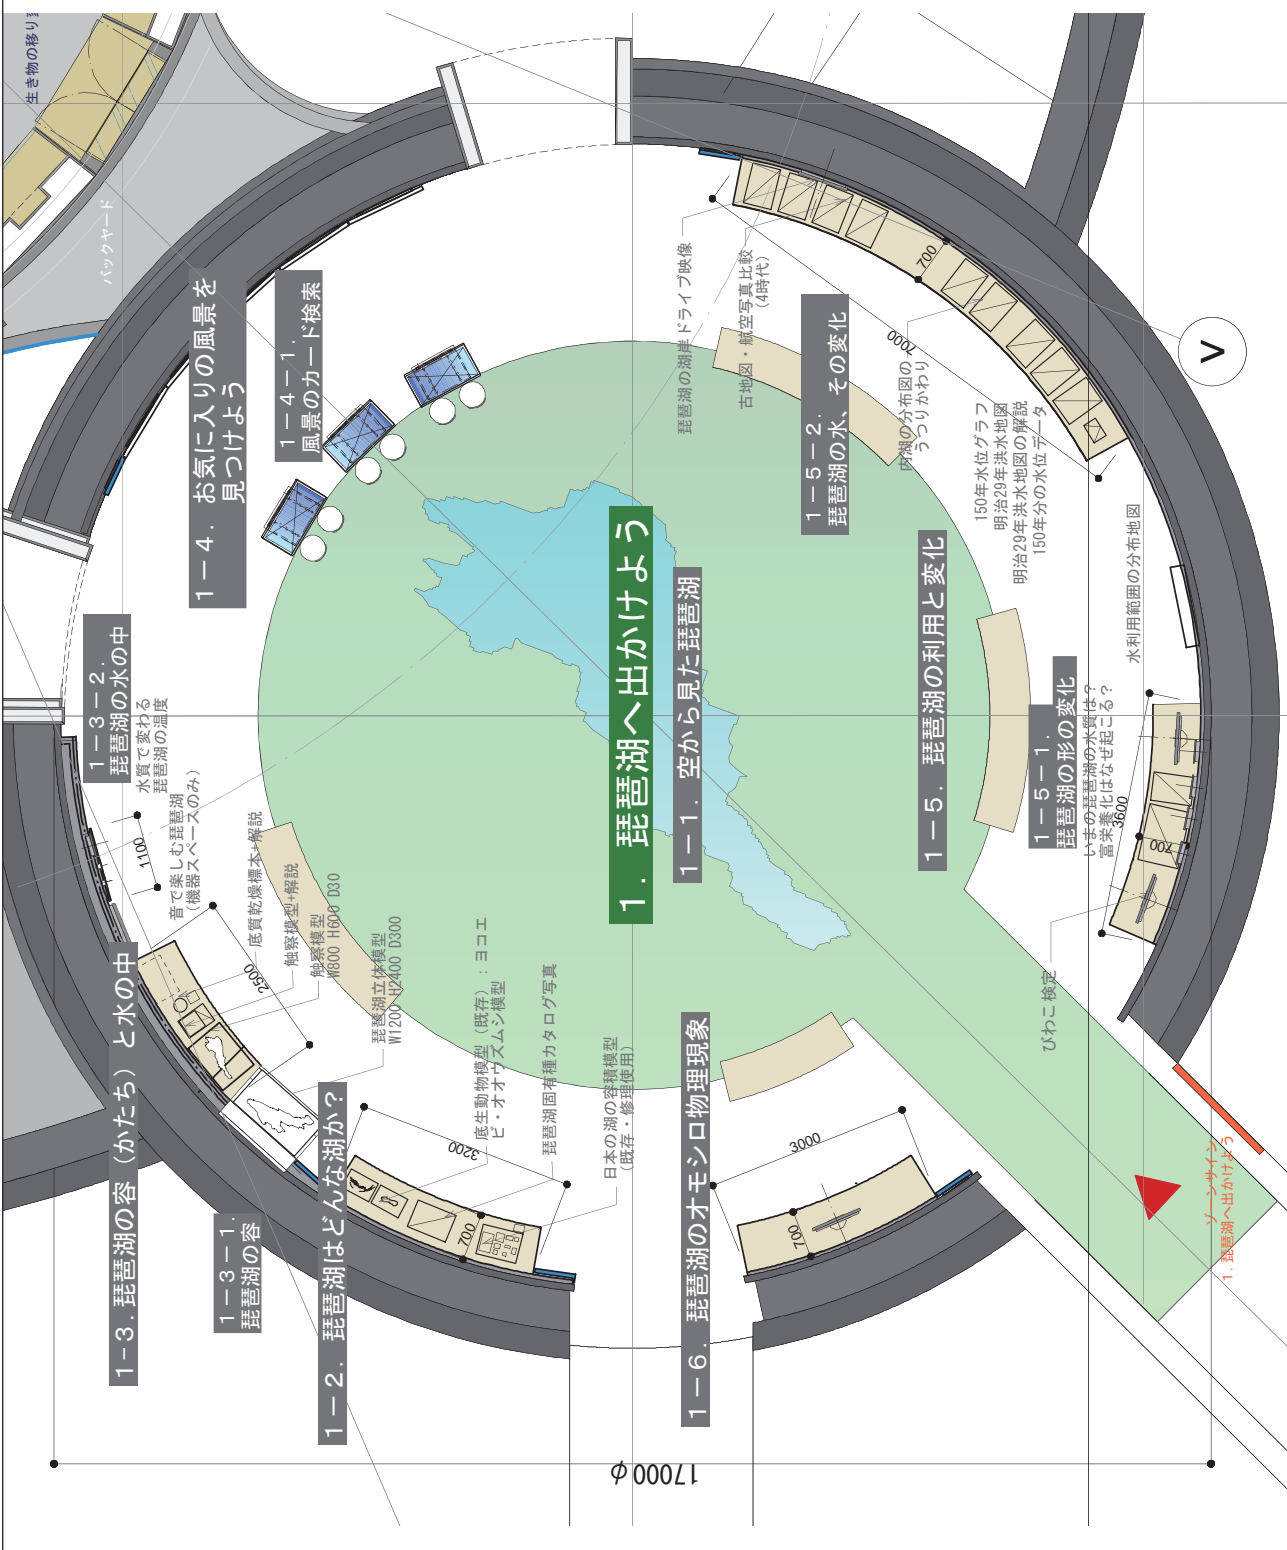 生き物の移り
バックヤード
1－4．お気に入りの風景を
見つけよう
1－4－1．
風景のカード検索
1－3－2．
琵琶湖の水の中
水質で変わる
琵琶湖の温度
音で楽しむ琵琶湖
（機器スペースのみ）
1100
1－3．琵琶湖の容（かたち）と水の中
1－3－1．
琵琶湖の容
底質乾燥標本+解説
触察模型+解説
触察模型
W800 H600 D30
2500
琵琶湖立体模型
W1200 H2400 D300
1－2．琵琶湖はどんな湖か？
3200
700
底生動物模型（既存）：ヨコエ
ビ・オオウズムシ模型
琵琶湖固有種カタログ写真
日本の湖の容積模型
（既存・修理使用）
1．琵琶湖へ出かけよう
1－1．空から見た琵琶湖
1－6．琵琶湖のオモシロ物理現象
3000
700
琵琶湖の湖岸ドライブ映像
古地図・航空写真比較
（4時代）
1－5－2．
琵琶湖の水、その変化
7000
700
内湖の分布図の
うつりかわり
1－5．琵琶湖の利用と変化
150年水位グラフ
明治29年洪水地図
明治29年洪水地図の解説
150年分の水位データ
1－5－1．
琵琶湖の形の変化
いまの琵琶湖の水質は？
富栄養化はなぜ起こる？
3600
700
水利用範囲の分布地図
びわこ検定
V
ゾーンサイン
1．琵琶湖へ出かけよう
17000φ